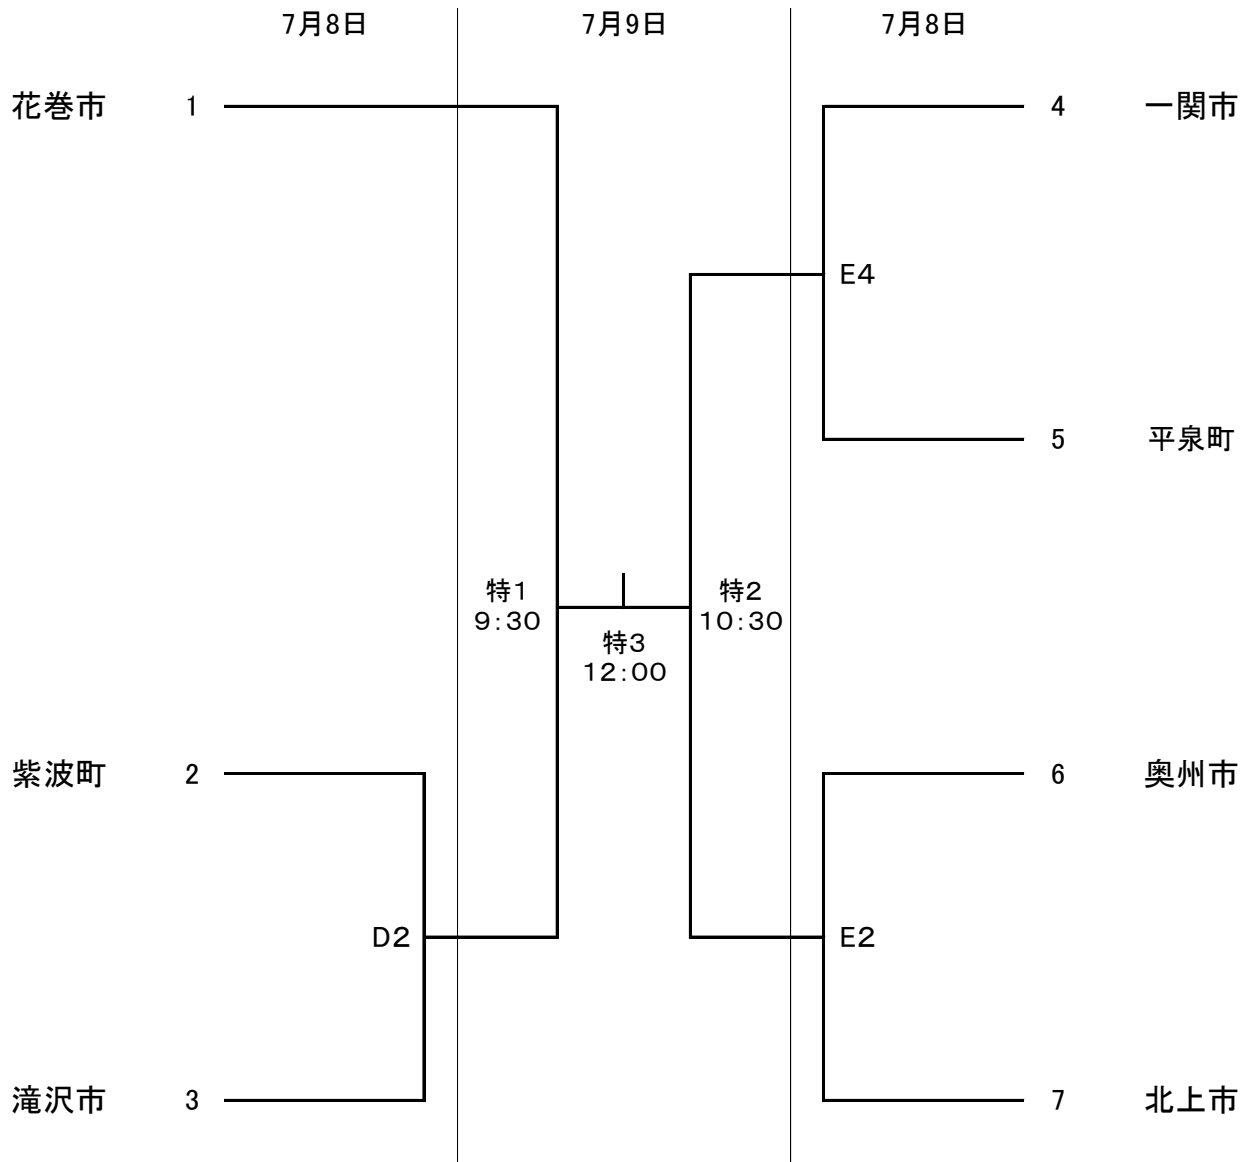 7月8日 7月9日 7月8日
花巻市 1 4 一関市
E4
5 平泉町
特1 特2
9:30 10:30
特3
12:00
紫波町 2 6 奥州市
D2 E2
滝沢市 3 7 北上市